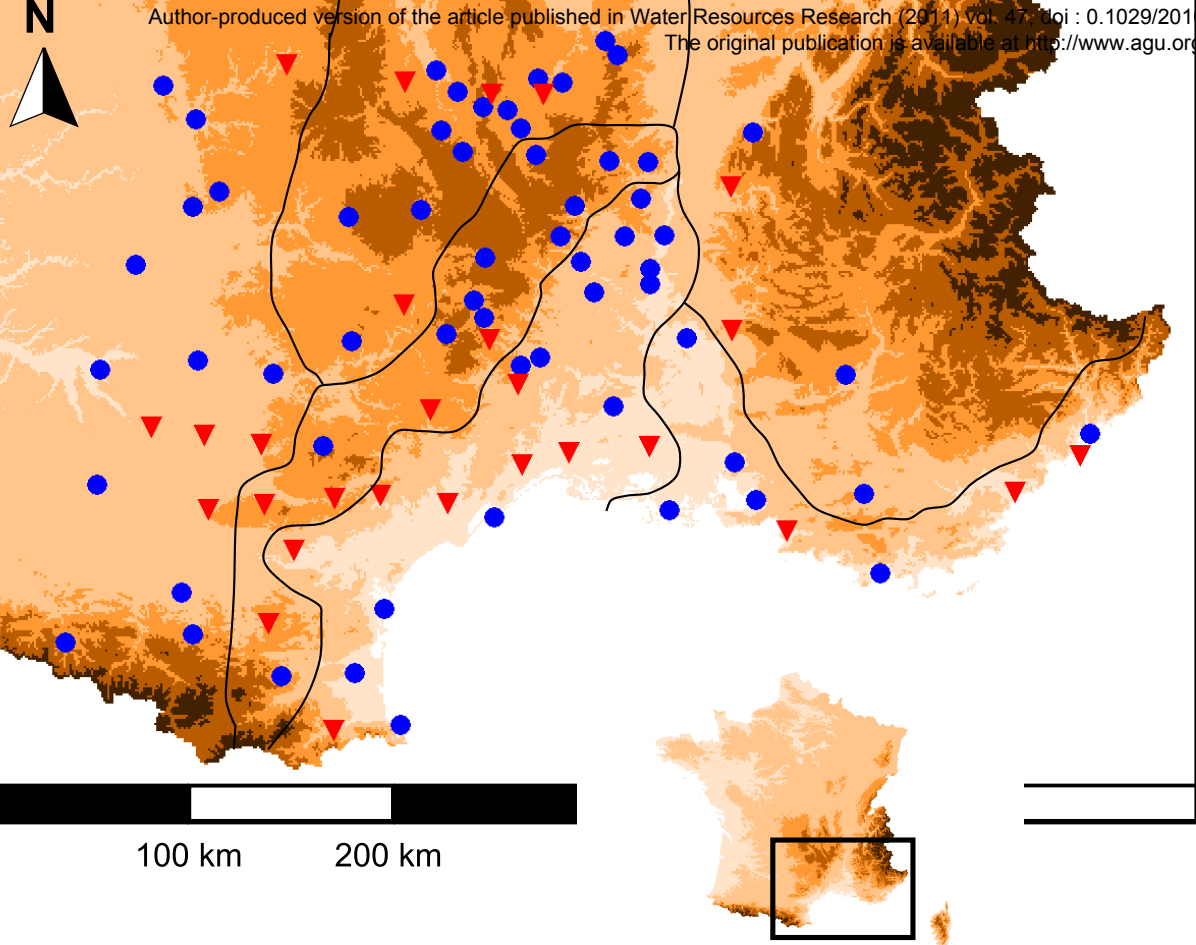 Author-produced version of the article published in Water Resources Research (2011) vol. 47, doi : 0.1029/201
The original publication is available at http://www.agu.org
N
100 km 200 km